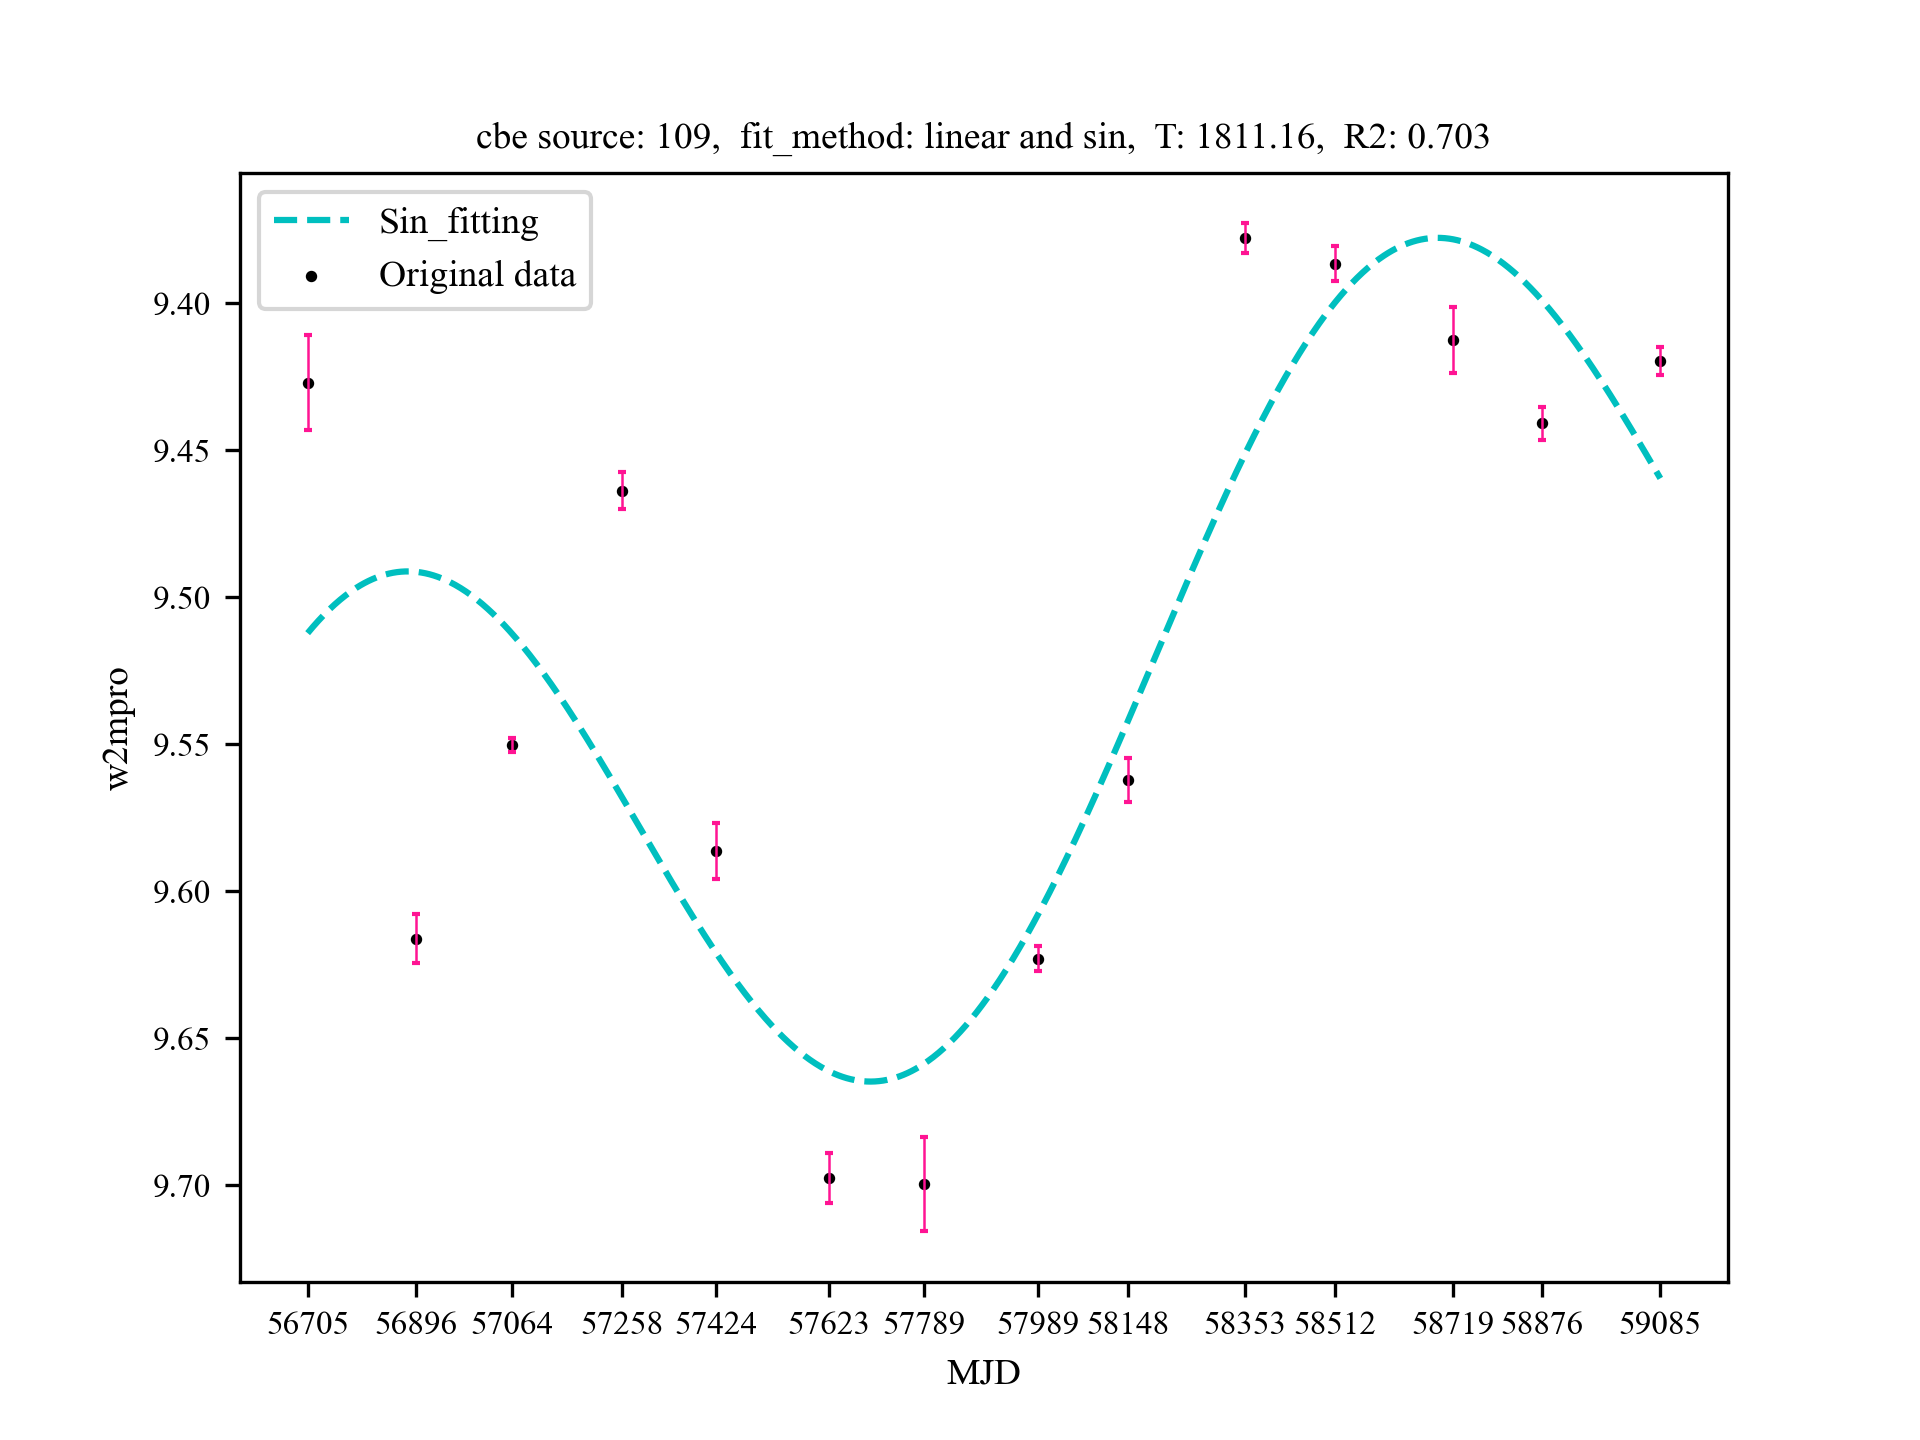 cbe source: 109,  fit_method: linear and sin,  T: 1811.16,  R2: 0.703
Sin_fitting
Original data
9.40
9.45
9.50
9.55
9.60
9.65
9.70
w2mpro
56705 56896 57064 57258 57424 57623 57789 57989 58148 58353 58512 58719 58876 59085
MJD